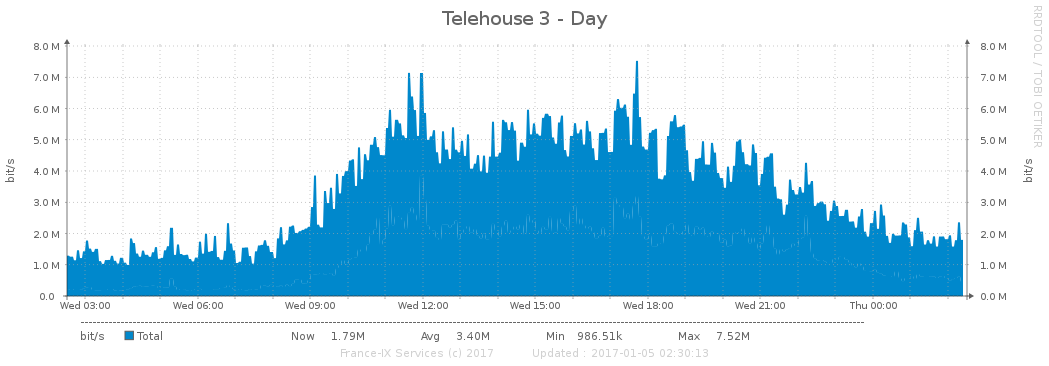 Telehouse 3 - Day
RRDTOOL / TOBI OETIKER
bit/s
8.0 M 8.0 M
7.0 M 7.0 M
6.0 M 6.0 M
5.0 M 5.0 M
4.0 M 4.0 M
3.0 M 3.0 M
2.0 M 2.0 M
1.0 M 1.0 M
0.0 0.0 M
bit/s
Wed 03:00 Wed 06:00 Wed 09:00 Wed 12:00 Wed 15:00 Wed 18:00 Wed 21:00 Thu 00:00
bit/s Total Now 1.79M Avg 3.40M Min 986.51k Max 7.52M
France-IX Services (c) 2017 Updated : 2017-01-05 02:30:13